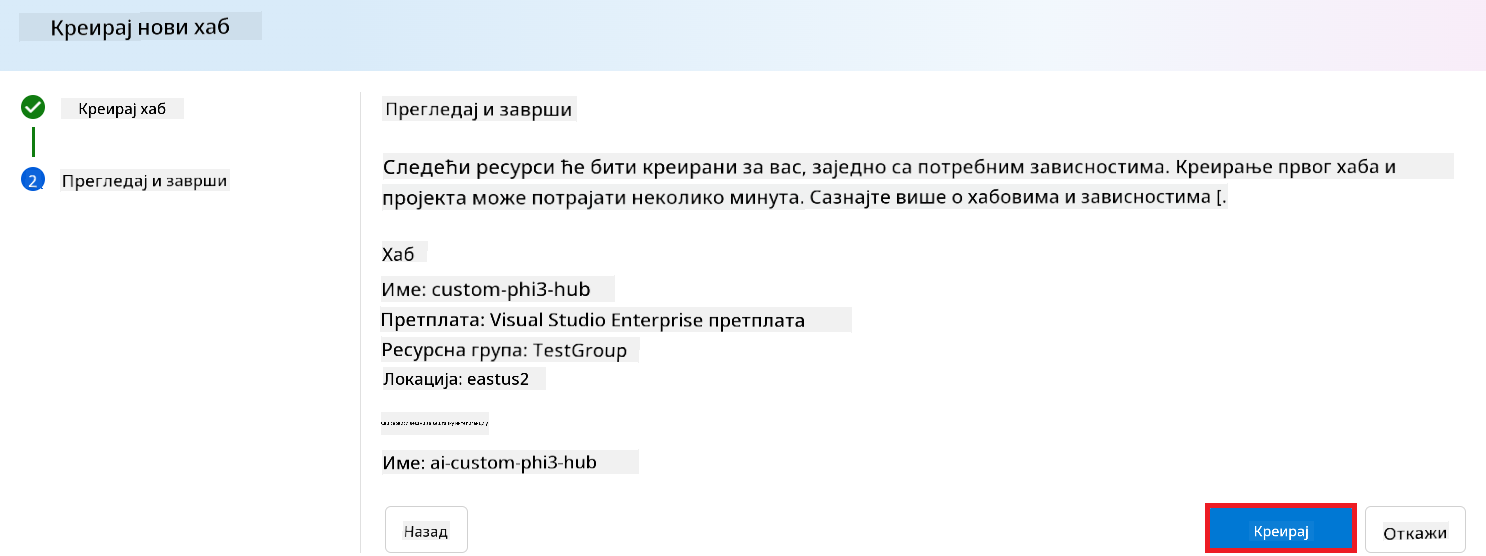 Креирај нови хаб
Креирај хаб
2 Прегледај и заврши
Прегледај и заврши
Следећи ресурси ће бити креирани за вас, заједно са потребним зависностима. Креирање првог хаба и
пројекта може потрајати неколико минута. Сазнајте више о хабовима и зависностима [.
Хаб
Име: custom-phi3-hub
Претплата: Visual Studio Enterprise претплата
Ресурсна група: TestGroup
Локација: eastus2
Име: ai-custom-phi3-hub
Назад
Креирај
Откажи